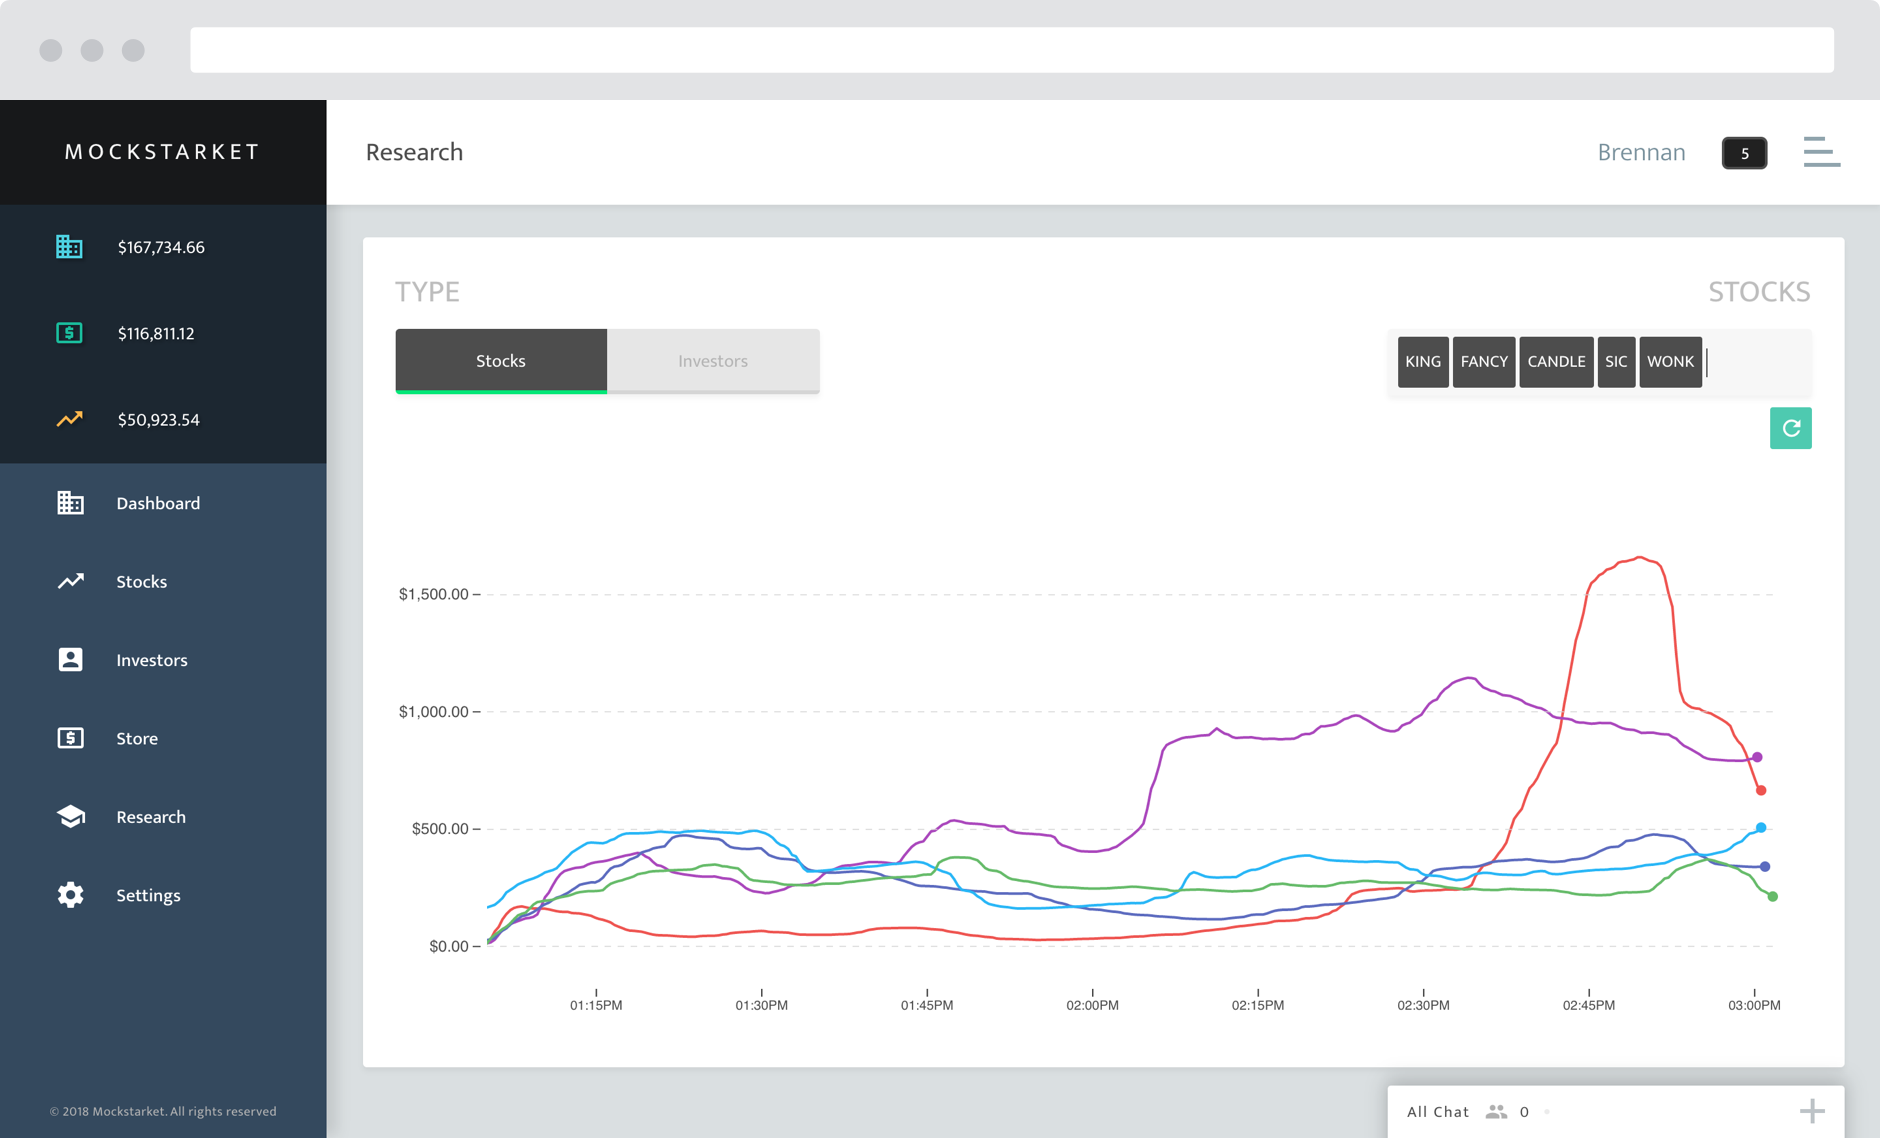 MOCKSTARKET
Research
Brennan
5
$167,734.66
$116,811.12
$50,923.54
Dashboard
Stocks
Investors
Store
Research
Settings
© 2018 Mockstarket. All rights reserved
TYPE
STOCKS
Stocks
Investors
KING FANCY CANDLE SIC WONK
$1,500.00
$1,000.00
$500.00
$0.00
01:15PM 01:30PM 01:45PM 02:00PM 02:15PM 02:30PM 02:45PM 03:00PM
All Chat 0